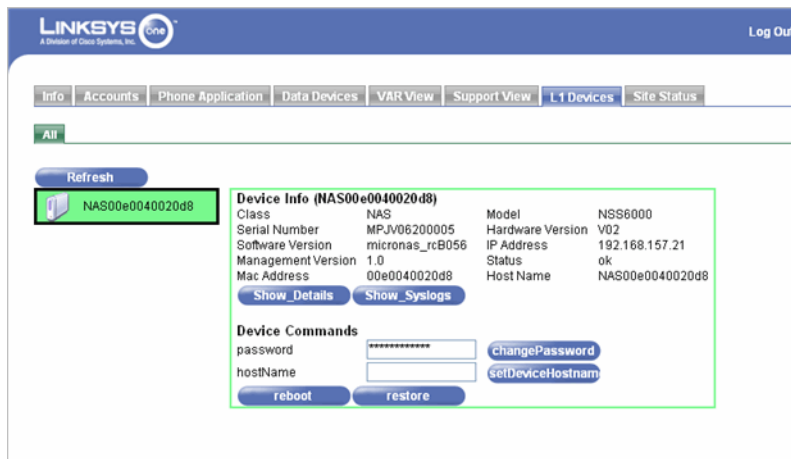 LINKSYS one
A Division of Cisco Systems, Inc.
Log Out
Info Accounts Phone Application Data Devices VAR View Support View L1 Devices Site Status
All
Refresh
NAS00e0040020d8
Device Info (NAS00e0040020d8)
Class NAS Model NSS6000
Serial Number MPJV06200005 Hardware Version V02
Software Version micronas_rcB056 IP Address 192.168.157.21
Management Version 1.0 Status ok
Mac Address 00e0040020d8 Host Name NAS00e0040020d8
Show_Details Show_Syslogs
Device Commands
password ************ changePassword
hostName setDeviceHostnam
reboot restore